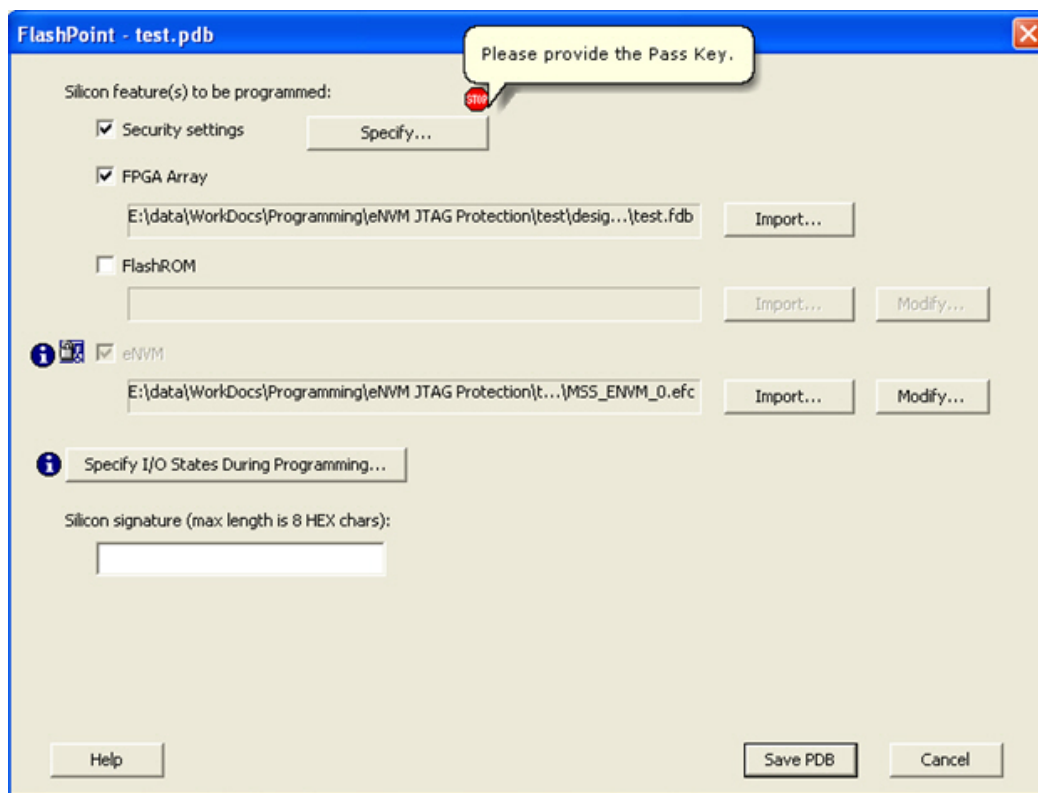 FlashPoint - test.pdb
Please provide the Pass Key.
Silicon feature(s) to be programmed:
STOP
Security settings
Specify...
FPGA Array
E:\data\WorkDocs\Programming\eNVM JTAG Protection\test\desig...\test.fdb
Import...
FlashROM
Import...
Modify...
eNVM
E:\data\WorkDocs\Programming\eNVM JTAG Protection\t...\MSS_ENVM_0.efc
Import...
Modify...
Specify I/O States During Programming...
Silicon signature (max length is 8 HEX chars):
Help
Save PDB
Cancel